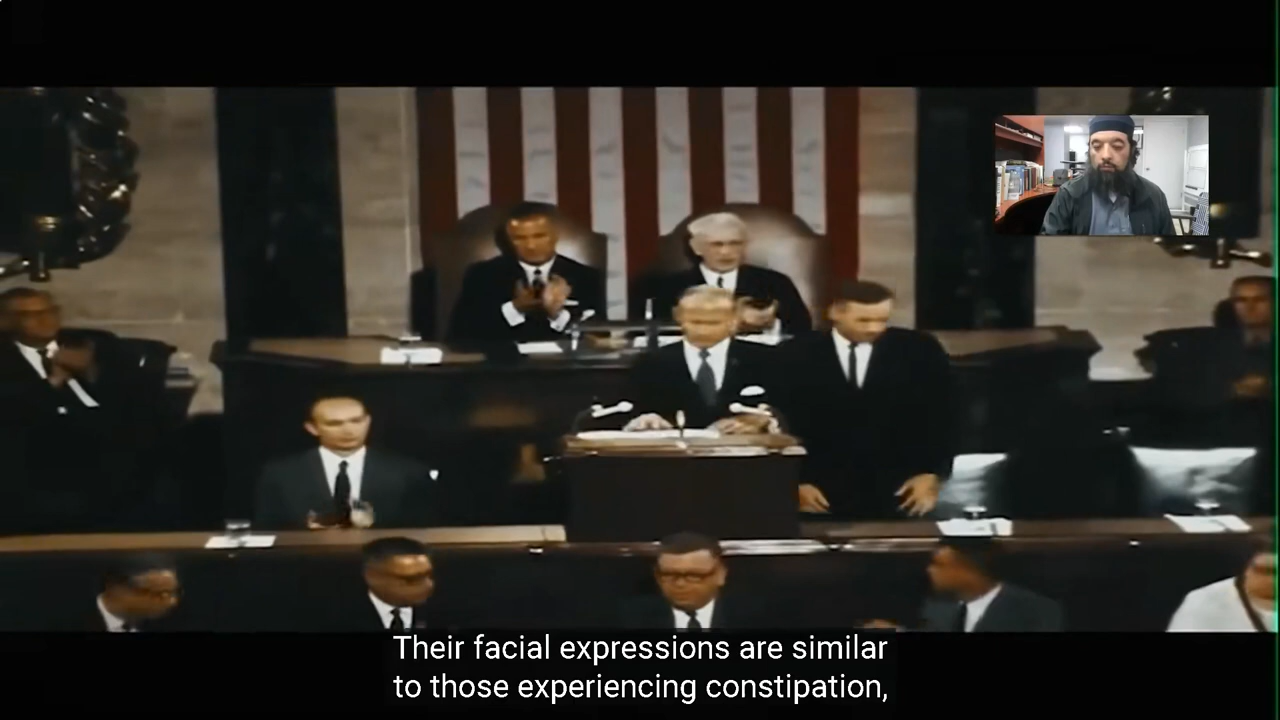 Their facial expressions are similar
to those experiencing constipation,